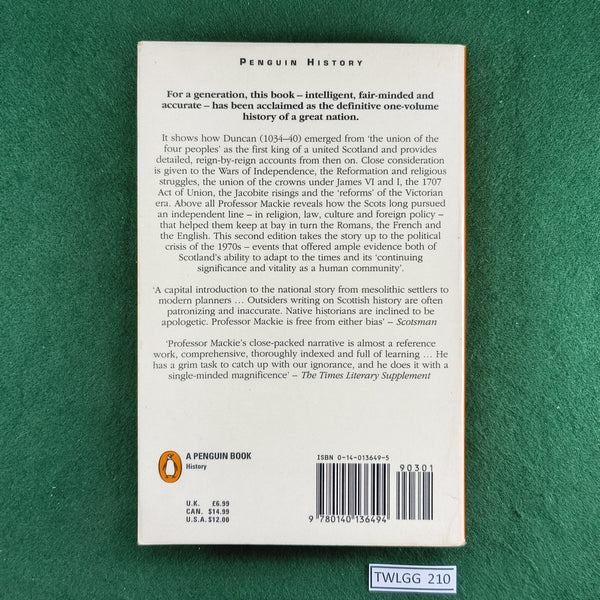 PENGUIN HISTORY
For a generation, this book – intelligent, fair-minded and
accurate – has been acclaimed as the definitive one-volume
history of a great nation.
It shows how Duncan (1034–40) emerged from ‘the union of the
four peoples’ as the first king of a united Scotland and provides
detailed, reign-by-reign accounts from then on. Close consideration
is given to the Wars of Independence, the Reformation and religious
struggles, the union of the crowns under James VI and I, the 1707
Act of Union, the Jacobite risings and the ‘reforms’ of the Victorian
era. Above all Professor Mackie reveals how the Scots long pursued
an independent line – in religion, law, culture and foreign policy –
that helped them keep at bay in turn the Romans, the French and
the English. This second edition takes the story up to the political
crisis of the 1970s – events that offered ample evidence both of
Scotland’s ability to adapt to the times and its ‘continuing
significance and vitality as a human community’.
‘A capital introduction to the national story from mesolithic settlers to
modern planners … Outsiders writing on Scottish history are often
patronizing and inaccurate. Native historians are inclined to be
apologetic. Professor Mackie is free from either bias’ – Scotsman
‘Professor Mackie’s close-packed narrative is almost a reference
work, comprehensive, thoroughly indexed and full of learning … He
has a grim task to catch up with our ignorance, and he does it with a
single-minded magnificence’ – The Times Literary Supplement
A PENGUIN BOOK
History
U.K. £6.99
CAN. $14.99
U.S.A. $12.00
ISBN 0-14-013649-5
90301
9 780140 136494
TWLGG 210